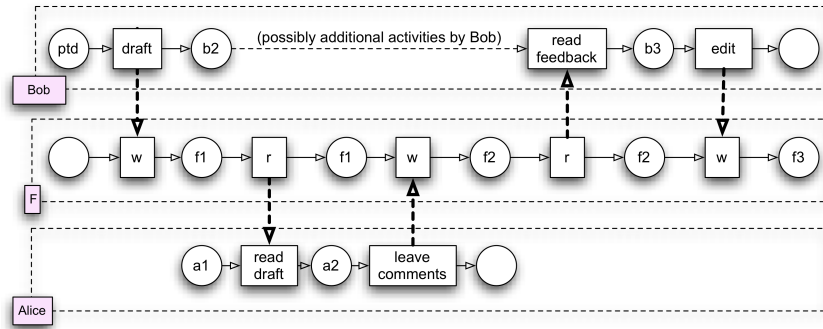 (possibly additional activities by Bob)
ptd
draft
b2
read
feedback
b3
edit
Bob
w
f1
r
f1
w
f2
r
f2
w
f3
F
a1
read
draft
a2
leave
comments
Alice